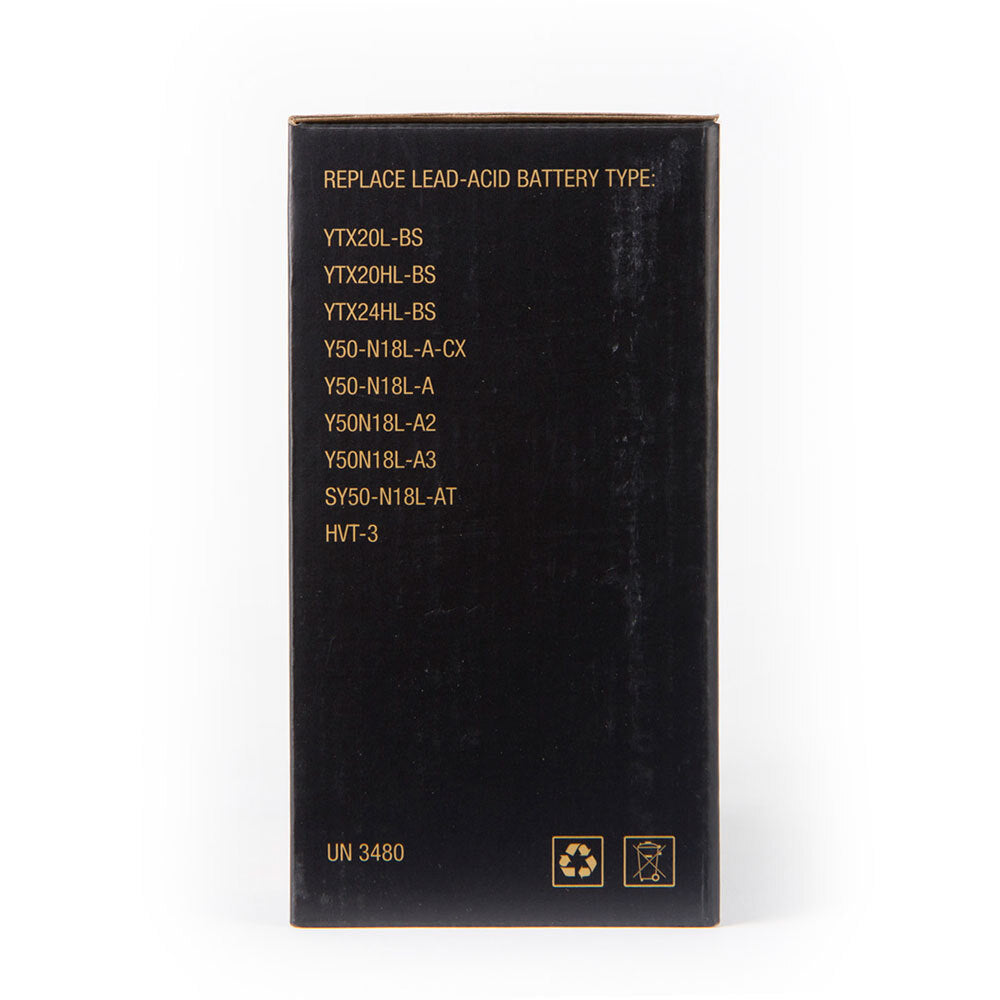 REPLACE LEAD-ACID BATTERY TYPE:
YTX20L-BS
YTX20HL-BS
YTX24HL-BS
Y50-N18L-A-CX
Y50-N18L-A
Y50N18L-A2
Y50N18L-A3
SY50-N18L-AT
HVT-3
UN 3480